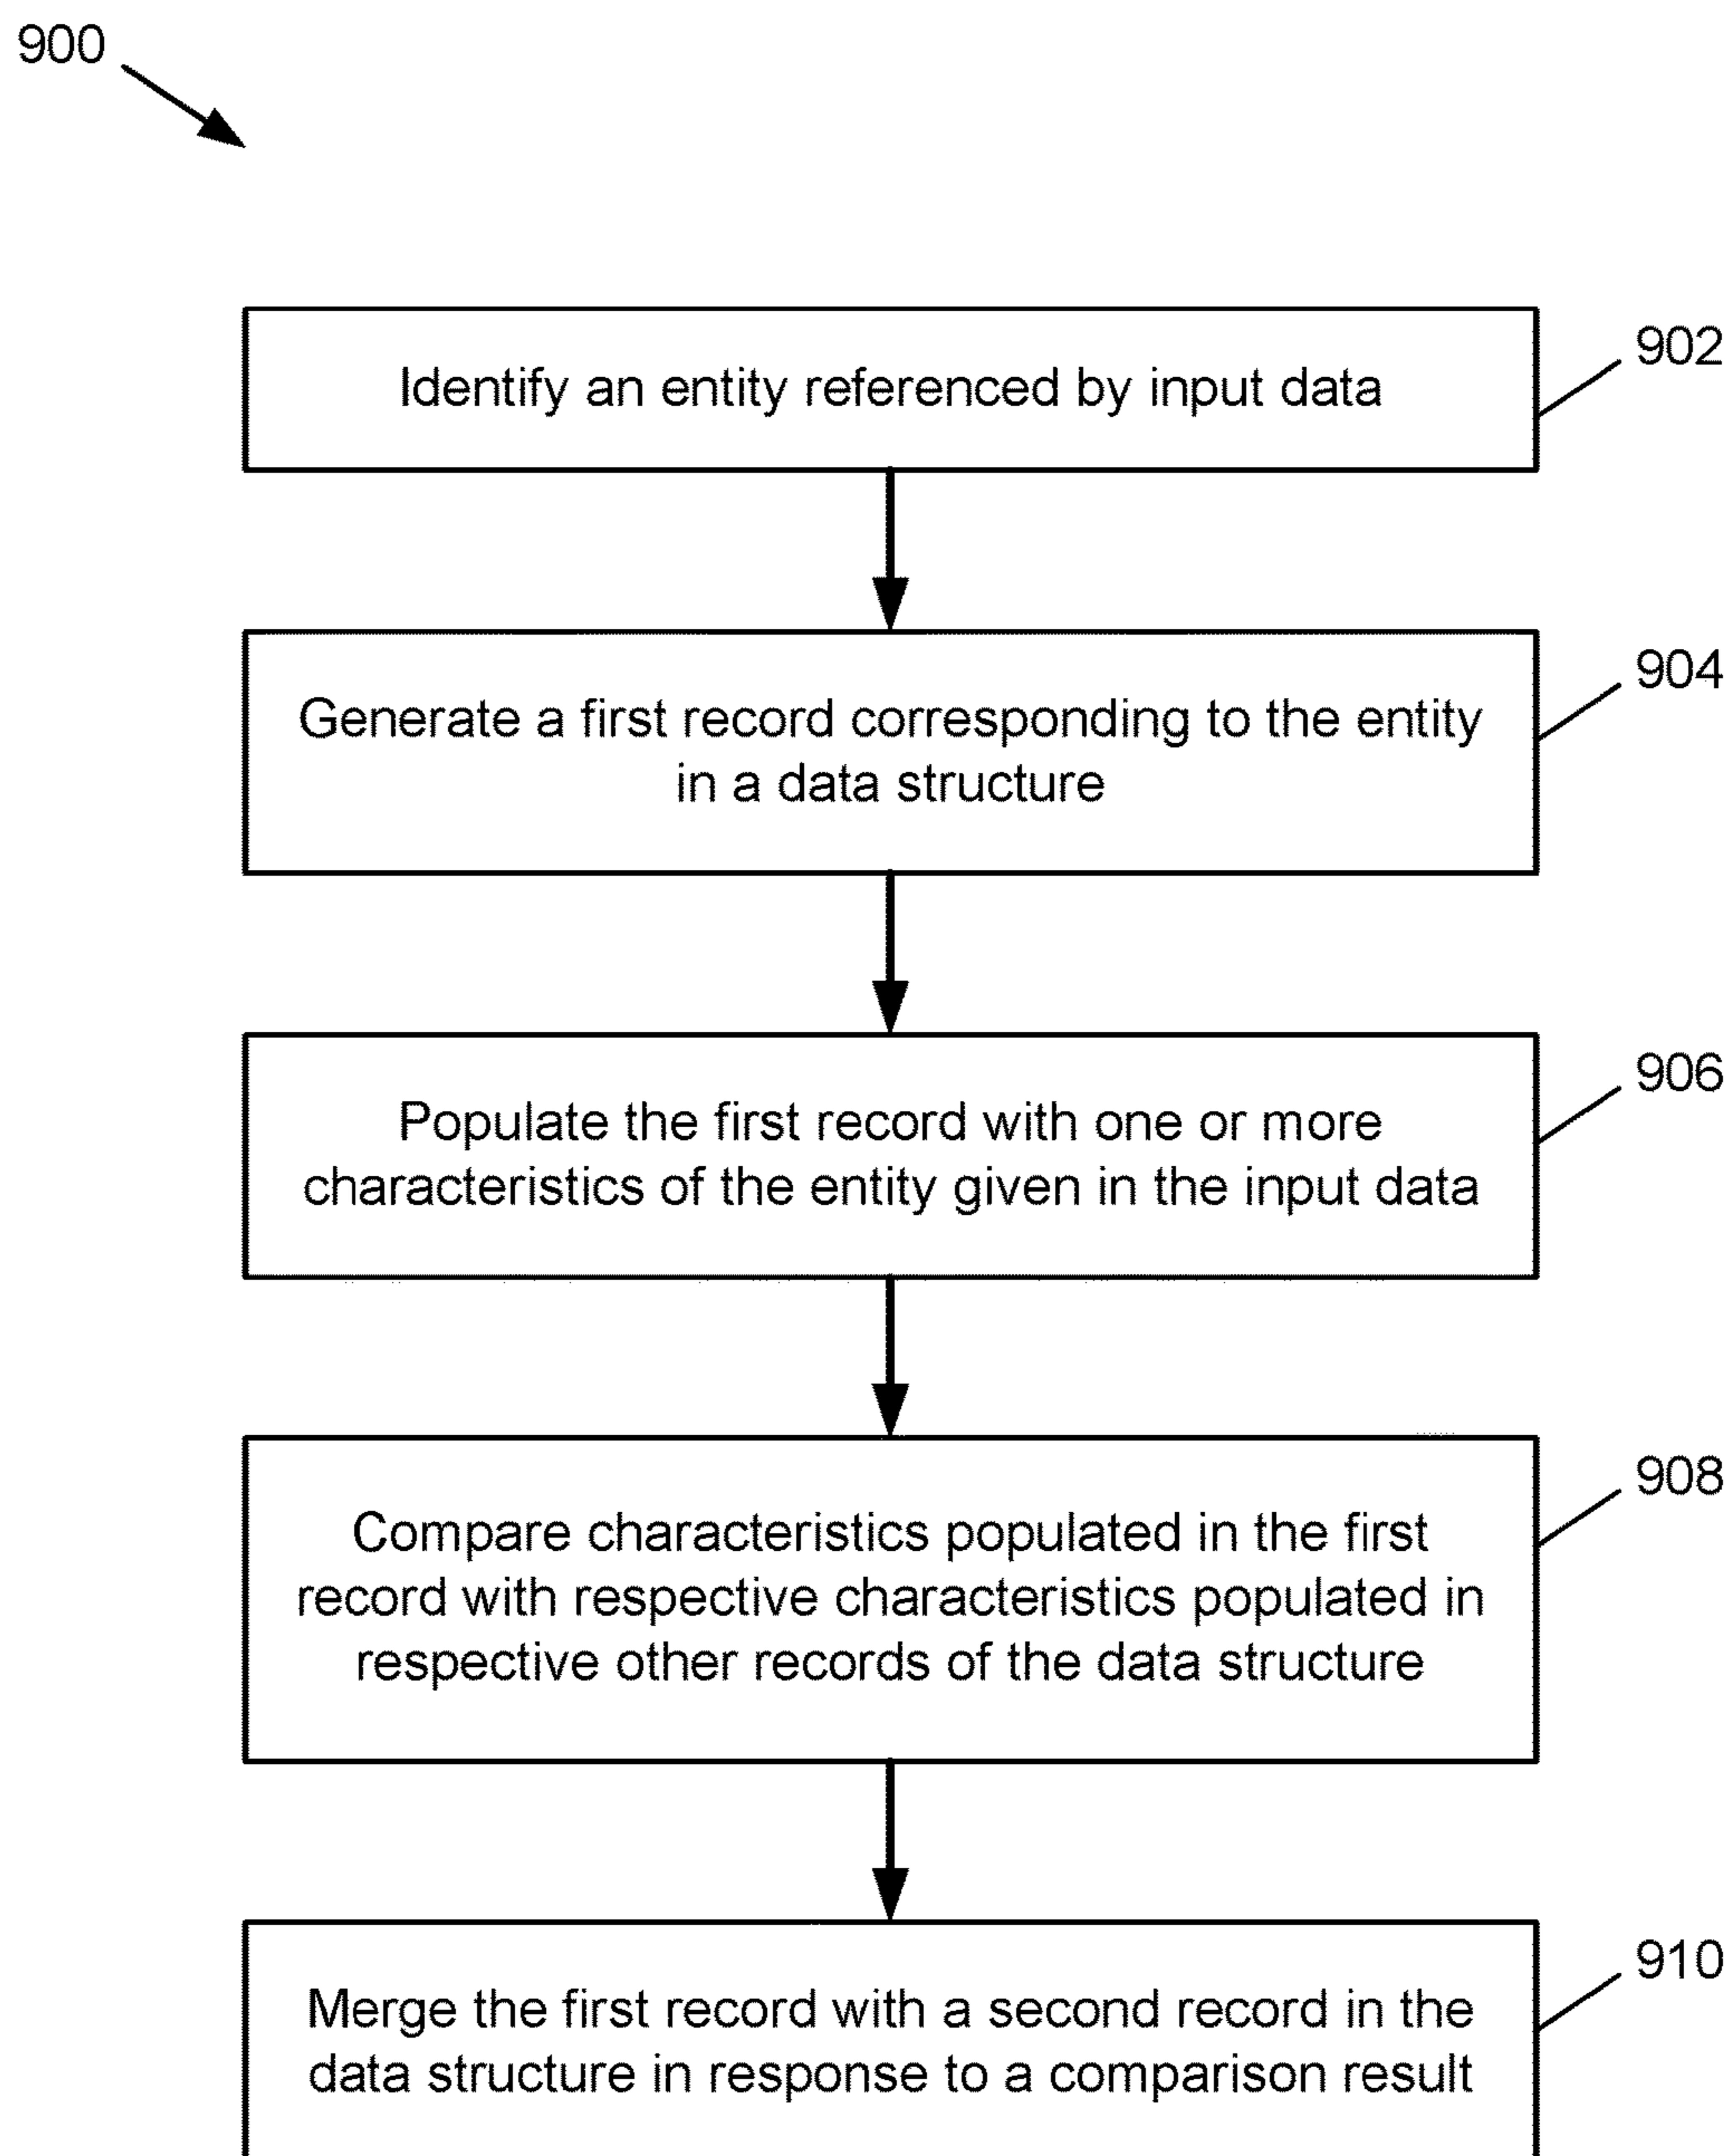 900
Identify an entity referenced by input data
902
Generate a first record corresponding to the entity
in a data structure
904
Populate the first record with one or more
characteristics of the entity given in the input data
906
Compare characteristics populated in the first
record with respective characteristics populated in
respective other records of the data structure
908
Merge the first record with a second record in the
data structure in response to a comparison result
910